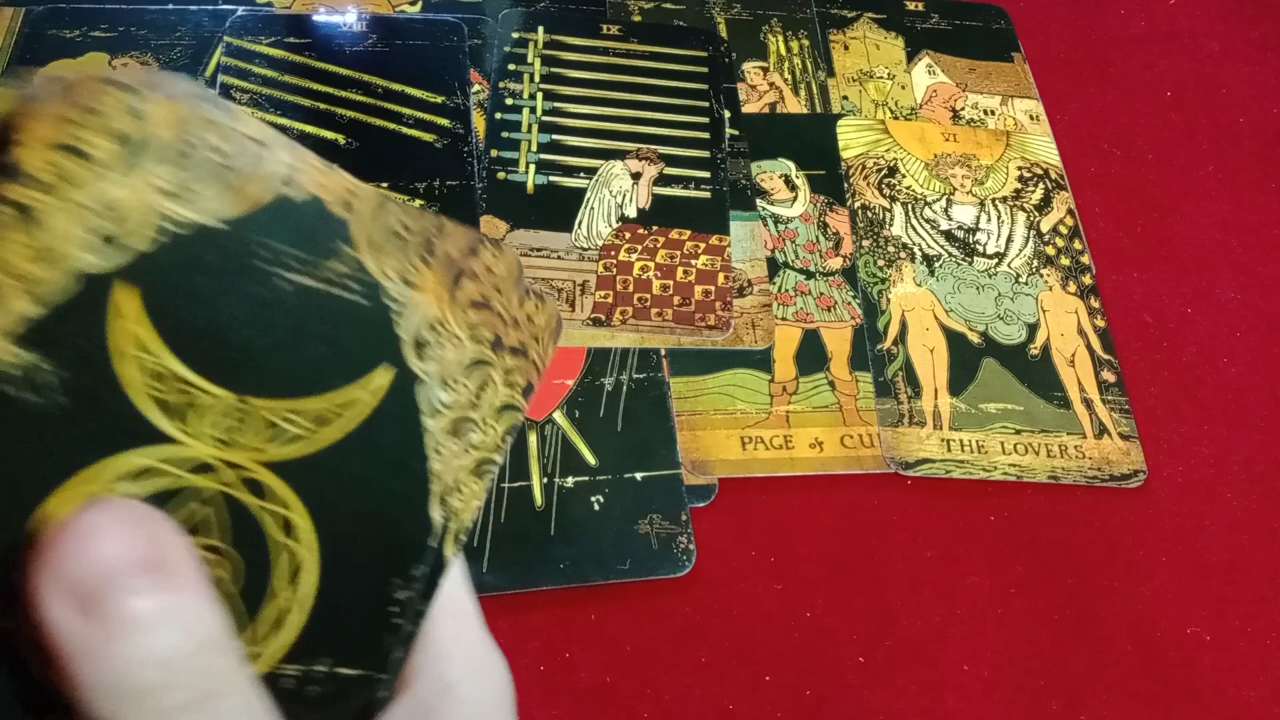 VIII
IX
VI
VI
PAGE of CU
THE LOVERS.